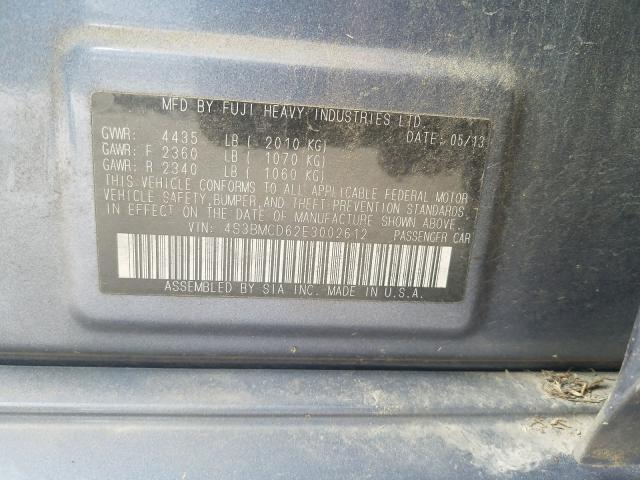 MFD BY FUJI HEAVY INDUSTRIES LTD.
DATE: 05/13
GVWR: 4435 LB ( 2010 KG)
GAWR: F 2360 LB ( 1070 KG)
GAWR: R 2340 LB ( 1060 KG)
THIS VEHICLE CONFORMS TO ALL APPLICABLE FEDERAL MOTOR
VEHICLE SAFETY, BUMPER, AND THEFT PREVENTION STANDARDS,
IN EFFECT ON THE DATE OF MANUFACTURE SHOWN ABOVE.
VIN: 4S3BMCD62E3002612 PASSENGER CAR
ASSEMBLED BY SIA INC. MADE IN U.S.A.